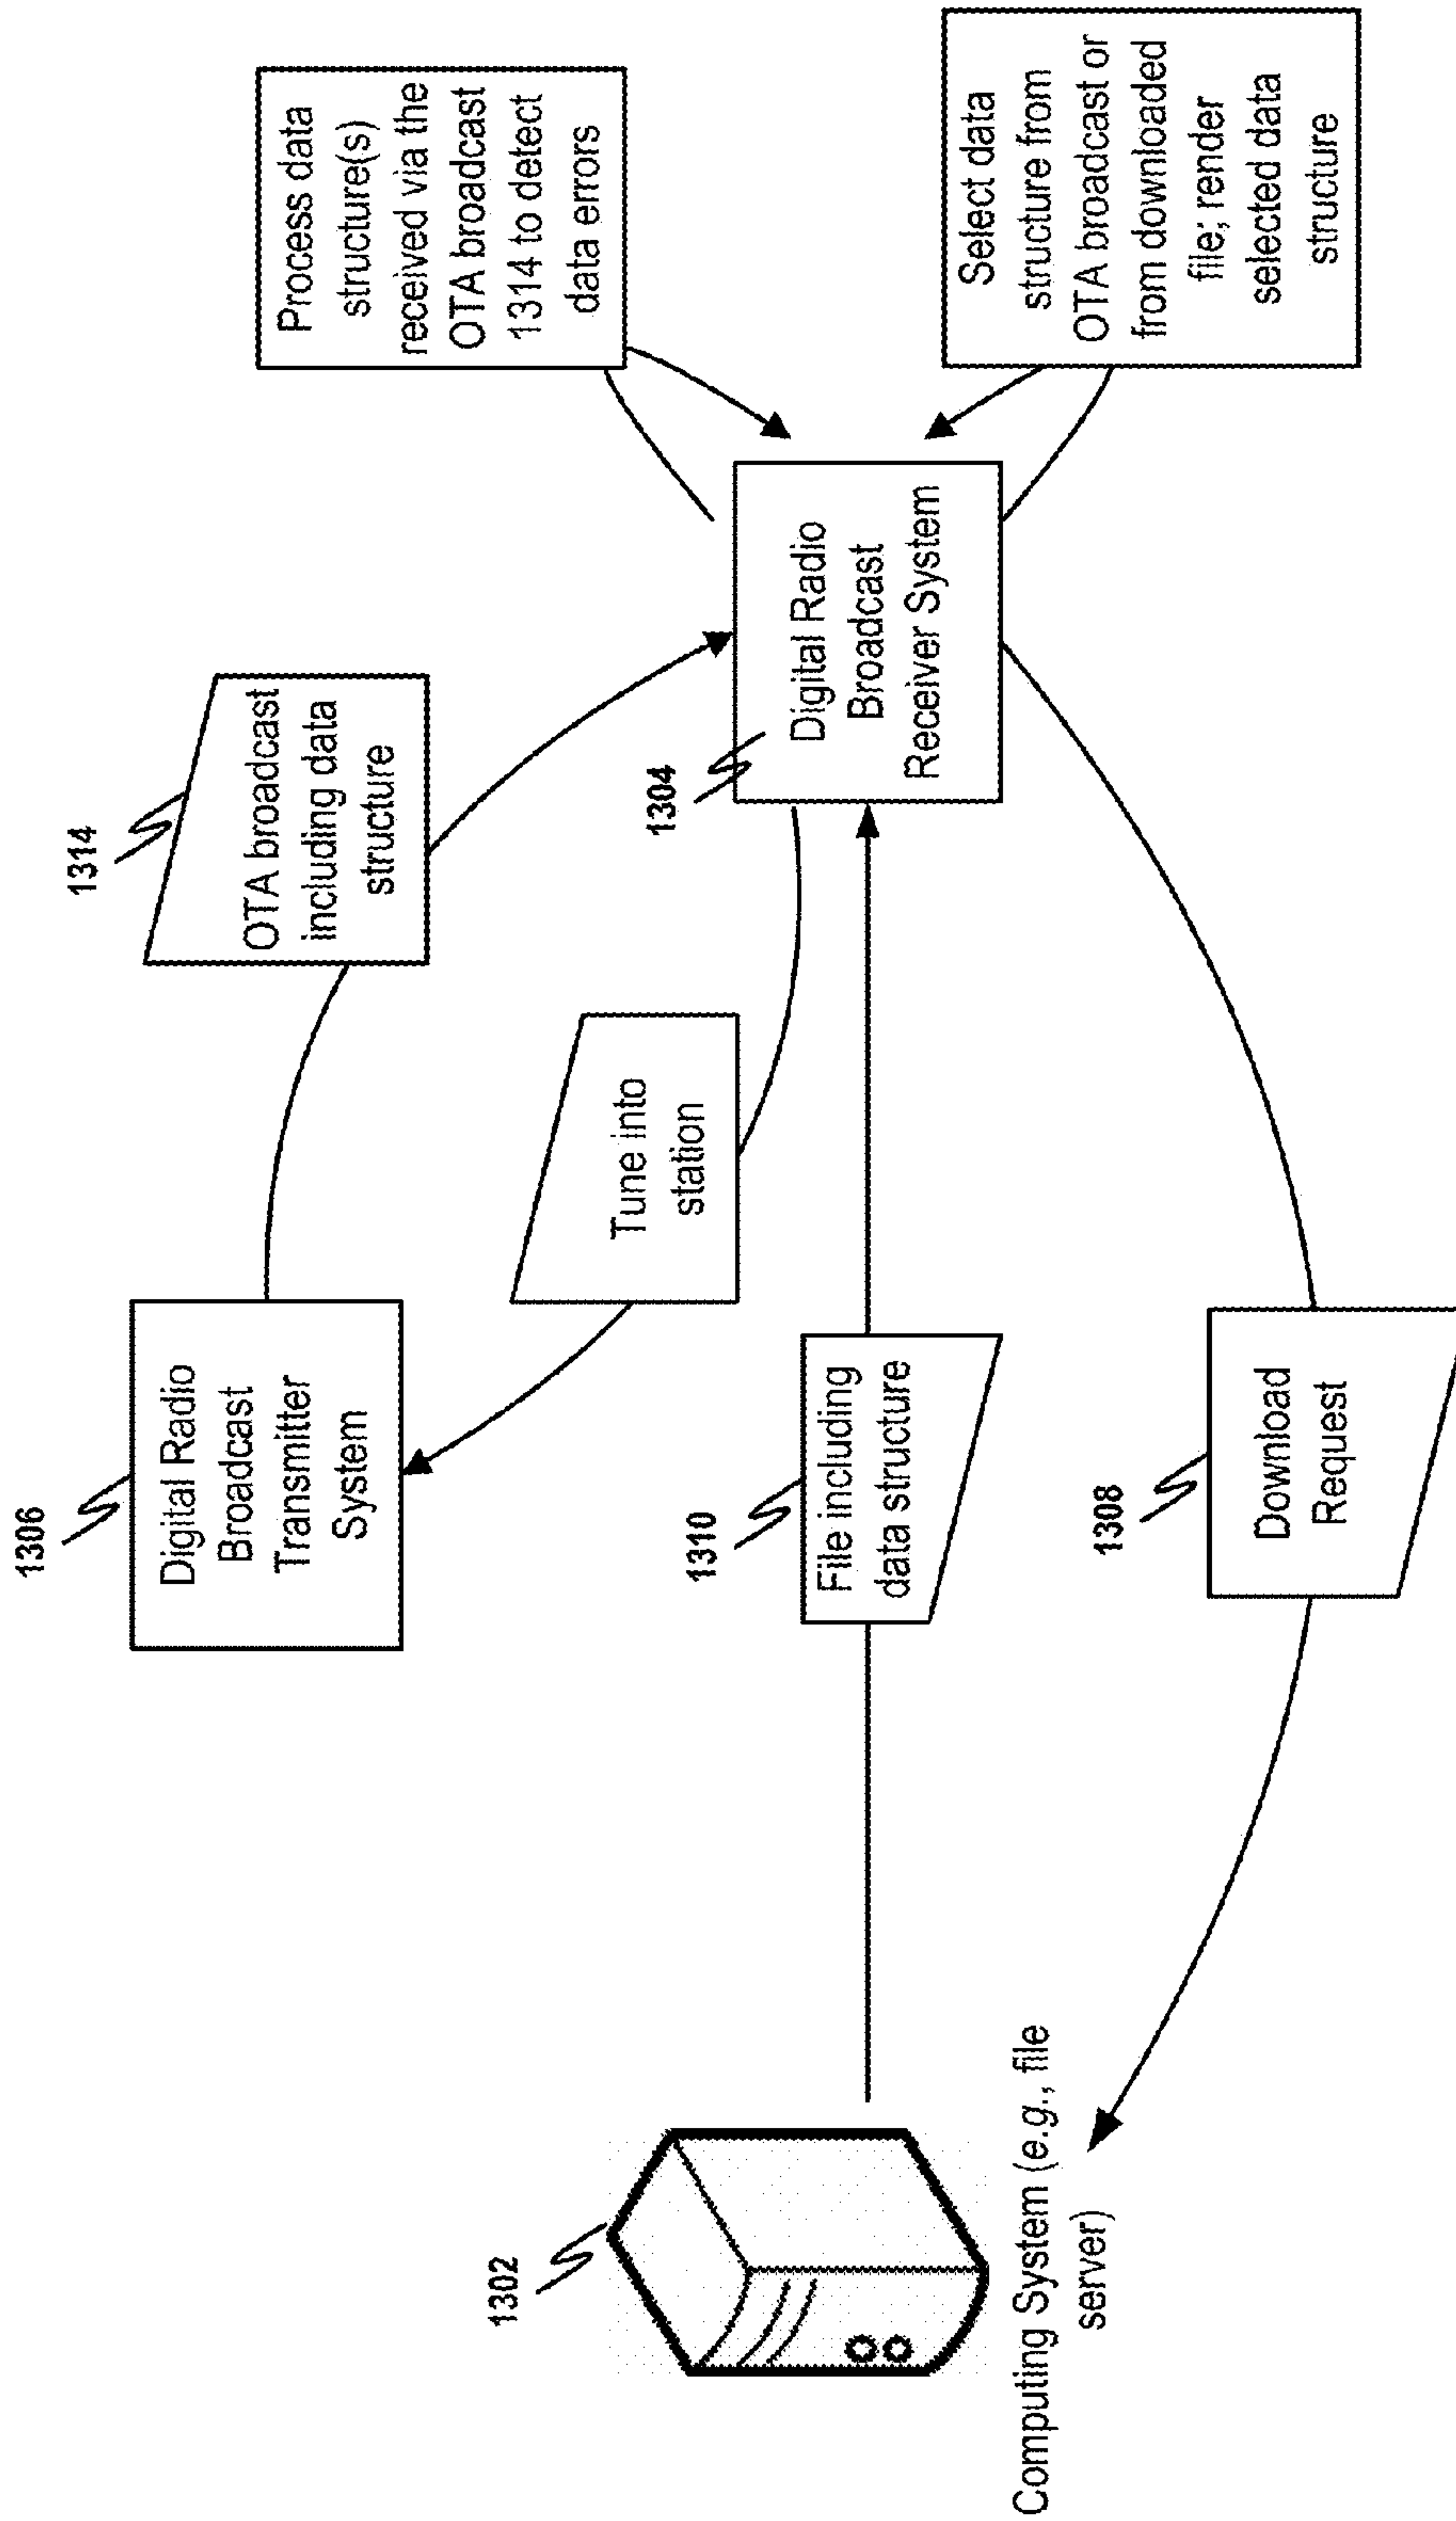 1306
Digital Radio
Broadcast
Transmitter
System
1314
OTA broadcast
including data
structure
Process data
structure(s)
received via the
OTA broadcast
1314 to detect
data errors
Tune into
station
1302
Computing System (e.g., file
server)
1310
File including
data structure
1304
Digital Radio
Broadcast
Receiver System
1308
Download
Request
Select data
structure from
OTA broadcast or
from downloaded
file; render
selected data
structure